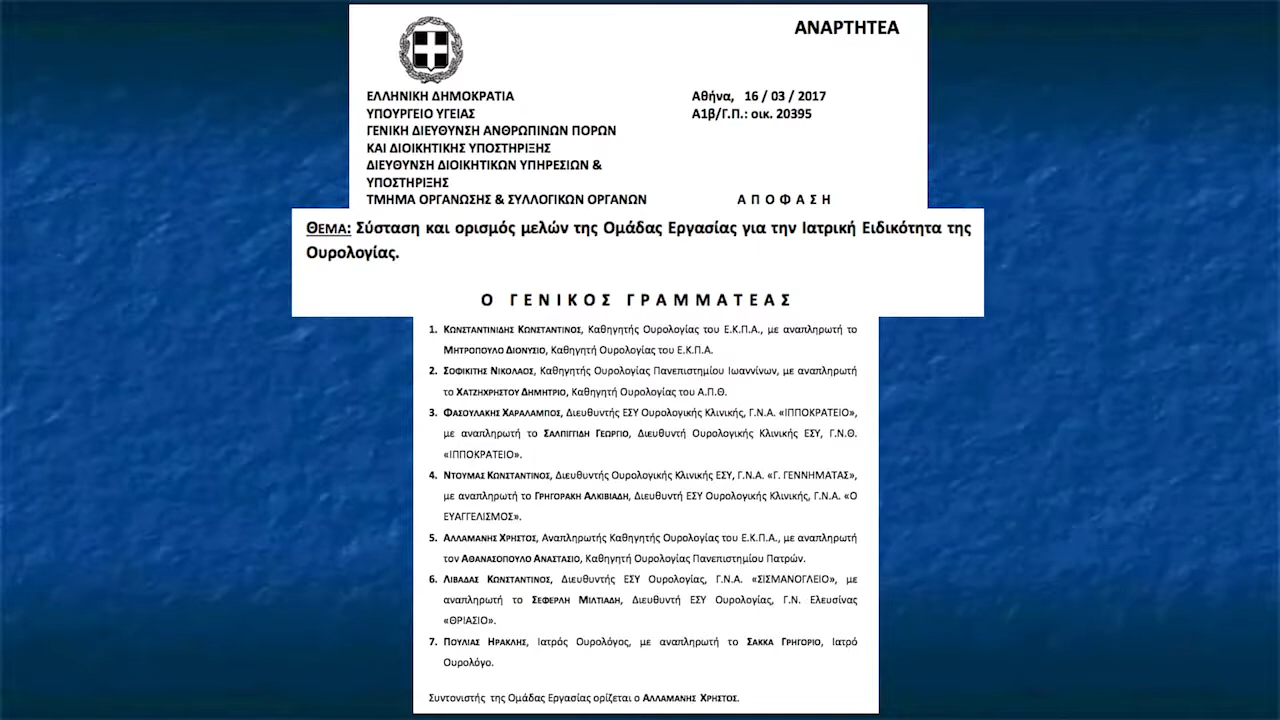 ΑΝΑΡΤΗΤΕΑ
ΕΛΛΗΝΙΚΗ ΔΗΜΟΚΡΑΤΙΑ
ΥΠΟΥΡΓΕΙΟ ΥΓΕΙΑΣ
ΓΕΝΙΚΗ ΔΙΕΥΘΥΝΣΗ ΑΝΘΡΩΠΙΝΩΝ ΠΟΡΩΝ
ΚΑΙ ΔΙΟΙΚΗΤΙΚΗΣ ΥΠΟΣΤΗΡΙΞΗΣ
ΔΙΕΥΘΥΝΣΗ ΔΙΟΙΚΗΤΙΚΩΝ ΥΠΗΡΕΣΙΩΝ &
ΥΠΟΣΤΗΡΙΞΗΣ
ΤΜΗΜΑ ΟΡΓΑΝΩΣΗΣ & ΣΥΛΛΟΓΙΚΩΝ ΟΡΓΑΝΩΝ
Αθήνα, 16 / 03 / 2017
Α1β/Γ.Π.: οικ. 20395
Α Π Ο Φ Α Σ Η
ΘΕΜΑ: Σύσταση και ορισμός μελών της Ομάδας Εργασίας για την Ιατρική Ειδικότητα της
Ουρολογίας.
Ο ΓΕΝΙΚΟΣ ΓΡΑΜΜΑΤΕΑΣ
1. ΚΩΝΣΤΑΝΤΙΝΙΔΗΣ ΚΩΝΣΤΑΝΤΙΝΟΣ, Καθηγητής Ουρολογίας του Ε.Κ.Π.Α., με αναπληρωτή το
ΜΗΤΡΟΠΟΥΛΟ ΔΙΟΝΥΣΙΟ, Καθηγητή Ουρολογίας του Ε.Κ.Π.Α.
2. ΣΟΦΙΚΙΤΗΣ ΝΙΚΟΛΑΟΣ, Καθηγητής Ουρολογίας Πανεπιστημίου Ιωαννίνων, με αναπληρωτή
το ΧΑΤΖΗΧΡΗΣΤΟΥ ΔΗΜΗΤΡΙΟ, Καθηγητή Ουρολογίας του Α.Π.Θ.
3. ΦΑΣΟΥΛΑΚΗΣ ΧΑΡΑΛΑΜΠΟΣ, Διευθυντής ΕΣΥ Ουρολογικής Κλινικής, Γ.Ν.Α. «ΙΠΠΟΚΡΑΤΕΙΟ»,
με αναπληρωτή το ΣΑΛΠΙΓΓΙΔΗ ΓΕΩΡΓΙΟ, Διευθυντή Ουρολογικής Κλινικής ΕΣΥ, Γ.Ν.Θ.
«ΙΠΠΟΚΡΑΤΕΙΟ».
4. ΝΤΟΥΜΑΣ ΚΩΝΣΤΑΝΤΙΝΟΣ, Διευθυντής Ουρολογικής Κλινικής ΕΣΥ, Γ.Ν.Α. «Γ. ΓΕΝΝΗΜΑΤΑΣ»,
με αναπληρωτή το ΓΡΗΓΟΡΑΚΗ ΑΛΚΙΒΙΑΔΗ, Διευθυντή ΕΣΥ Ουρολογικής Κλινικής, Γ.Ν.Α. «Ο
ΕΥΑΓΓΕΛΙΣΜΟΣ».
5. ΑΛΛΑΜΑΝΗΣ ΧΡΗΣΤΟΣ, Αναπληρωτής Καθηγητής Ουρολογίας του Ε.Κ.Π.Α., με αναπληρωτή
τον ΑΘΑΝΑΣΟΠΟΥΛΟ ΑΝΑΣΤΑΣΙΟ, Καθηγητή Ουρολογίας Πανεπιστημίου Πατρών.
6. ΛΙΒΑΔΑΣ ΚΩΝΣΤΑΝΤΙΝΟΣ, Διευθυντής ΕΣΥ Ουρολογίας, Γ.Ν.Α. «ΣΙΣΜΑΝΟΓΛΕΙΟ», με
αναπληρωτή το ΣΕΦΕΡΛΗ ΜΙΛΤΙΑΔΗ, Διευθυντή ΕΣΥ Ουρολογίας, Γ.Ν. Ελευσίνας
«ΘΡΙΑΣΙΟ».
7. ΠΟΥΛΙΑΣ ΗΡΑΚΛΗΣ, Ιατρός Ουρολόγος, με αναπληρωτή το ΣΑΚΚΑ ΓΡΗΓΟΡΙΟ, Ιατρό
Ουρολόγο.
Συντονιστής της Ομάδας Εργασίας ορίζεται ο ΑΛΛΑΜΑΝΗΣ ΧΡΗΣΤΟΣ.